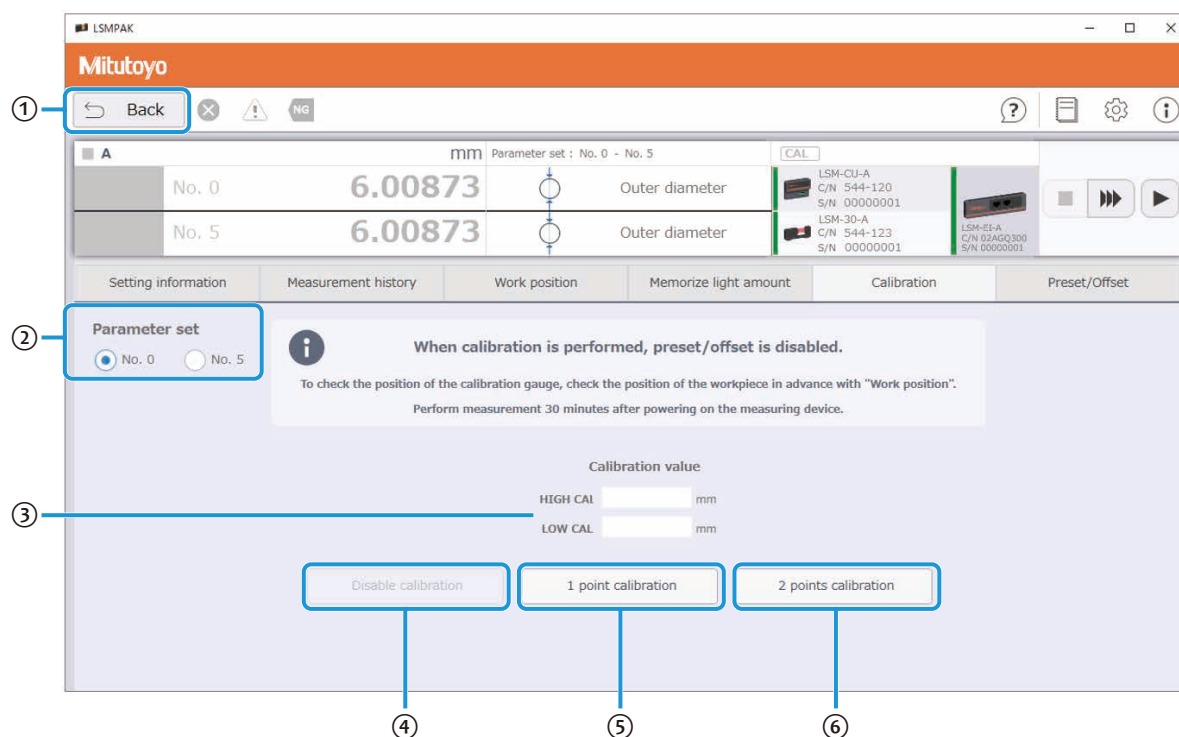 LSMPAK
Mitutoyo
① Back NG ? i
A mm Parameter set : No. 0 - No. 5 CAL
No. 0 6.00873 Outer diameter
LSM-CU-A
C/N 544-120
S/N 00000001
No. 5 6.00873 Outer diameter
LSM-30-A
C/N 544-123
S/N 00000001
LSM-EI-A
C/N 02AGQ300
S/N 00000001
Setting information Measurement history Work position Memorize light amount Calibration Preset/Offset
② Parameter set
No. 0 No. 5
i When calibration is performed, preset/offset is disabled.
To check the position of the calibration gauge, check the position of the workpiece in advance with "Work position".
Perform measurement 30 minutes after powering on the measuring device.
Calibration value
HIGH CAL mm
③
LOW CAL mm
Disable calibration 1 point calibration 2 points calibration
④ ⑤ ⑥